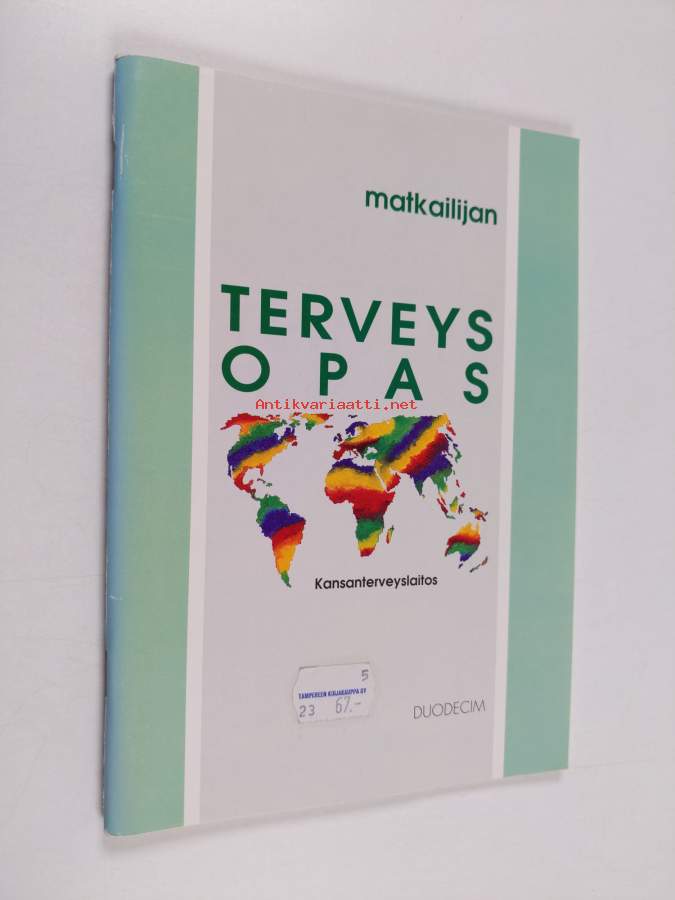 matkailijan
TERVEYS
OPAS
Antikvariaatti.net
Kansanterveyslaitos
5
TAMPEREEN KIRJAKAUPPA OY
23 67.-
DUODECIM